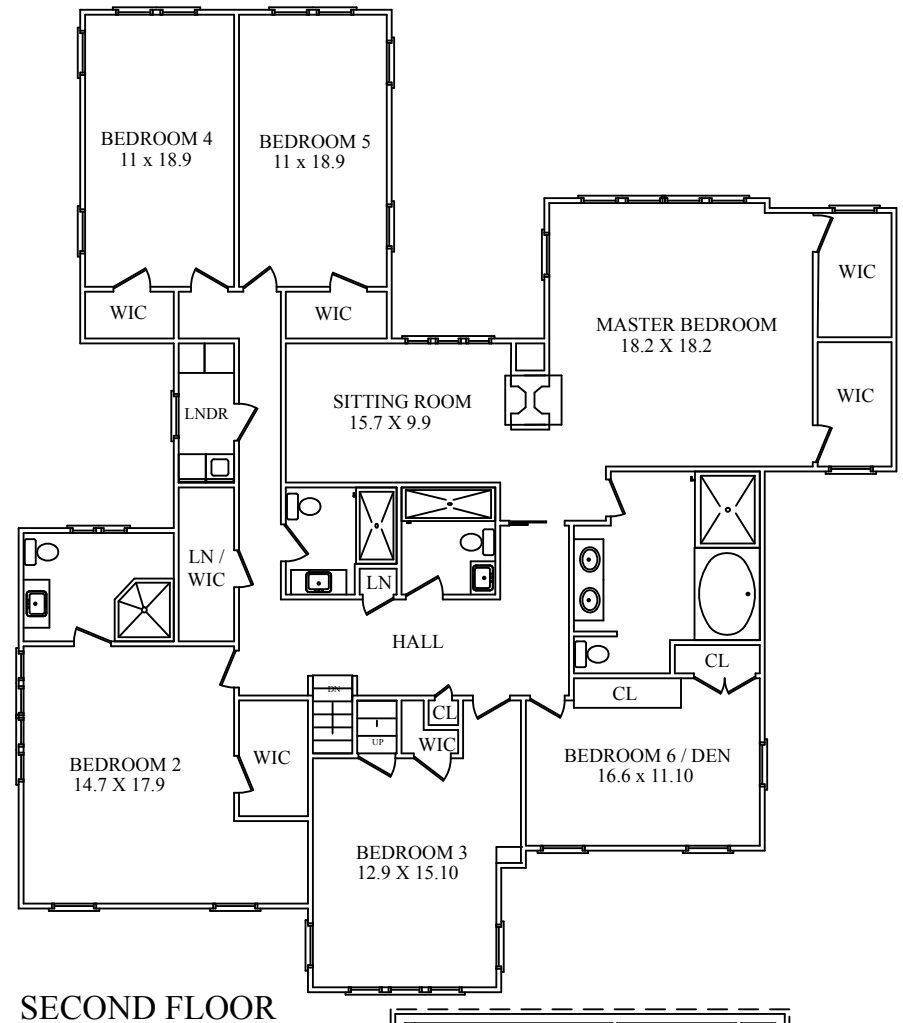 BEDROOM 4
11 x 18.9
BEDROOM 5
11 x 18.9
WIC
WIC
MASTER BEDROOM
18.2 X 18.2
WIC
WIC
LNDR
SITTING ROOM
15.7 X 9.9
LN /
WIC
LN
HALL
CL
CL
DN
UP
CL
WIC
WIC
BEDROOM 2
14.7 X 17.9
BEDROOM 6 / DEN
16.6 x 11.10
BEDROOM 3
12.9 X 15.10
SECOND FLOOR